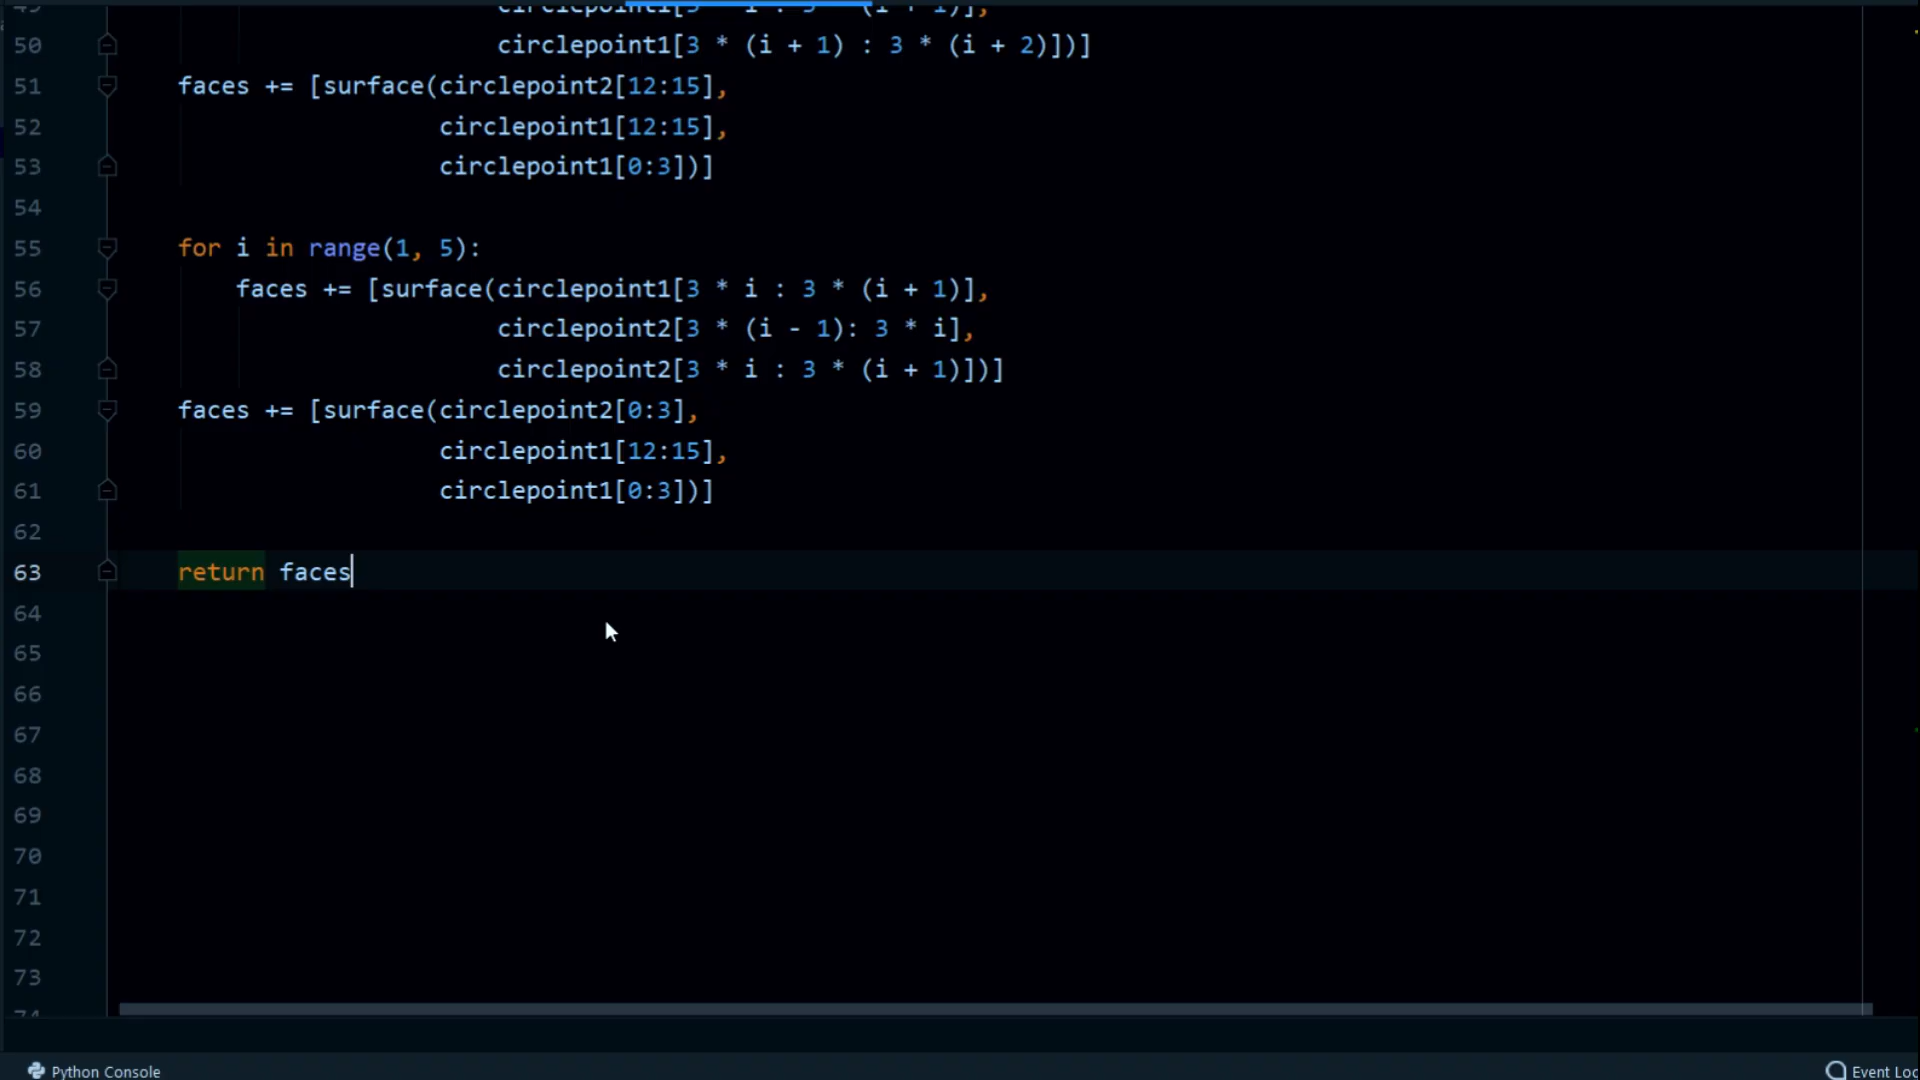 50 circlepoint1[3 * (i + 1) : 3 * (i + 2)])]
51 faces += [surface(circlepoint2[12:15],
52 circlepoint1[12:15],
53 circlepoint1[0:3])]
54
55 for i in range(1, 5):
56 faces += [surface(circlepoint1[3 * i : 3 * (i + 1)],
57 circlepoint2[3 * (i - 1): 3 * i],
58 circlepoint2[3 * i : 3 * (i + 1)])]
59 faces += [surface(circlepoint2[0:3],
60 circlepoint1[12:15],
61 circlepoint1[0:3])]
62
63 return faces
64
65
66
67
68
69
70
71
72
73
Python Console
Event